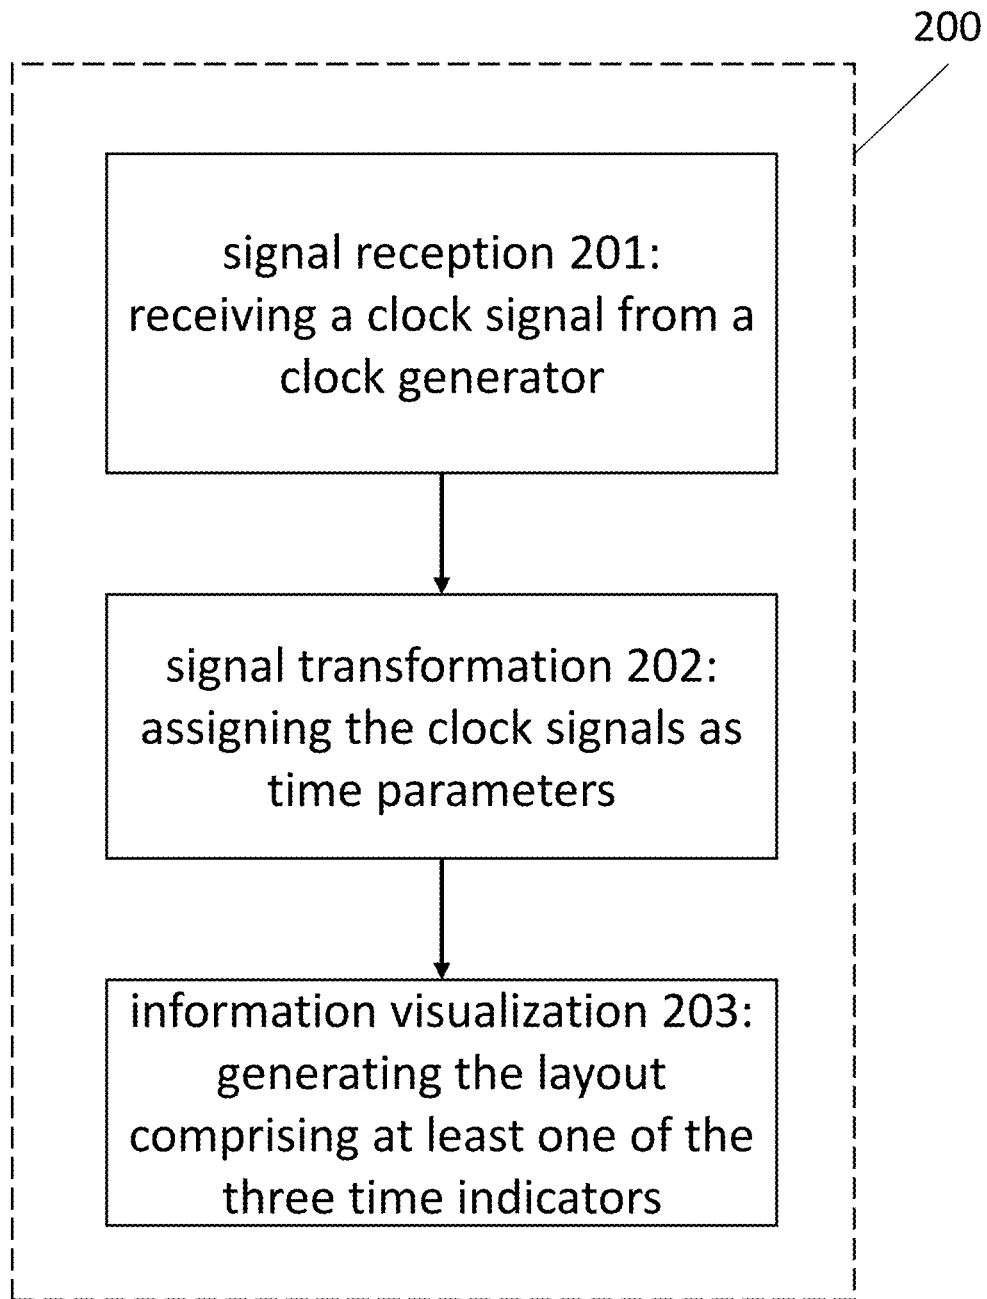 200
signal reception 201:
receiving a clock signal from a
clock generator
signal transformation 202:
assigning the clock signals as
time parameters
information visualization 203:
generating the layout
comprising at least one of the
three time indicators